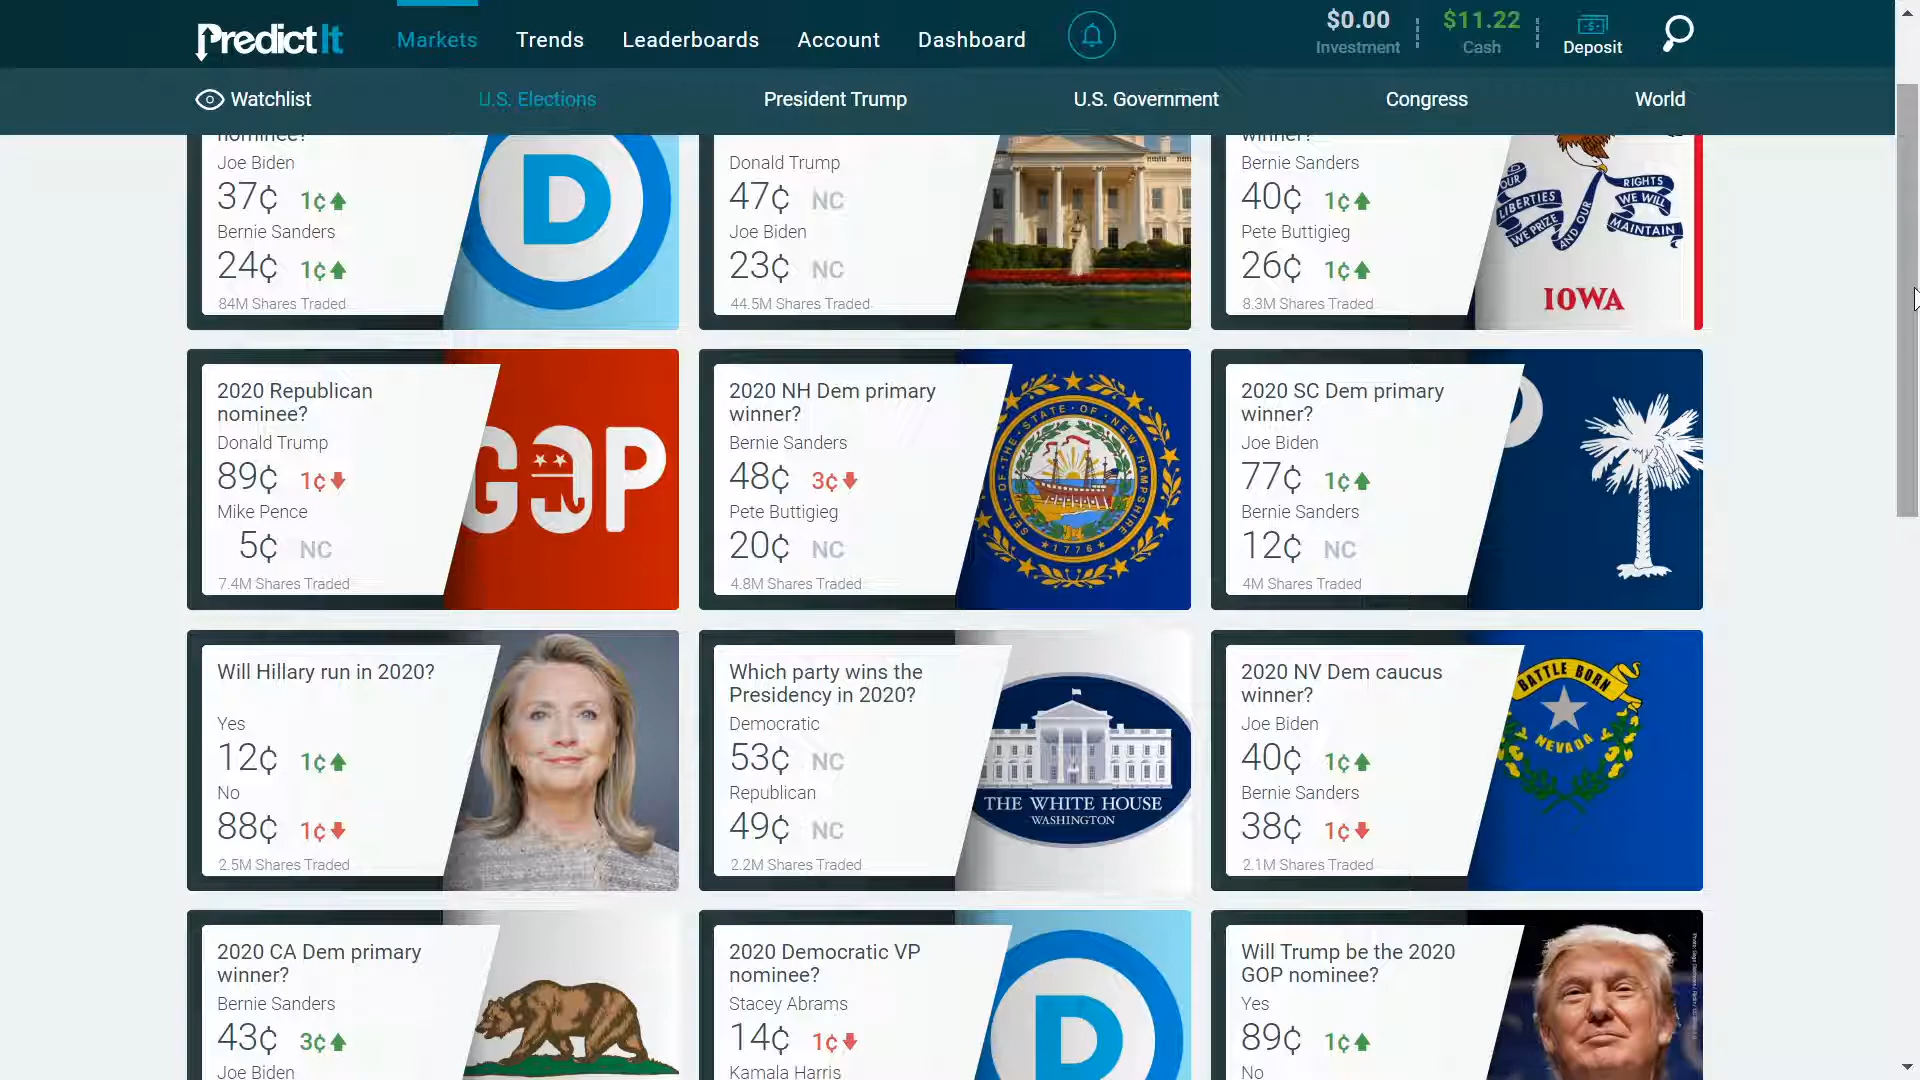 PredictIt
Markets
Trends
Leaderboards
Account
Dashboard
$0.00
Investment
$11.22
Cash
Deposit
Watchlist
U.S. Elections
President Trump
U.S. Government
Congress
World
nominee?
Joe Biden
37¢ 1¢
Bernie Sanders
24¢ 1¢
84M Shares Traded
D
Donald Trump
47¢ NC
Joe Biden
23¢ NC
44.5M Shares Traded
winner?
Bernie Sanders
40¢ 1¢
Pete Buttigieg
26¢ 1¢
8.3M Shares Traded
OUR
LIBERTIES
WE PRIZE
AND OUR
RIGHTS
WE WILL
MAINTAIN
IOWA
2020 Republican
nominee?
Donald Trump
89¢ 1¢
Mike Pence
5¢ NC
7.4M Shares Traded
GOP
2020 NH Dem primary
winner?
Bernie Sanders
48¢ 3¢
Pete Buttigieg
20¢ NC
4.8M Shares Traded
SEAL · OF · THE · STATE · OF · NEW · HAMPSHIRE
1776
2020 SC Dem primary
winner?
Joe Biden
77¢ 1¢
Bernie Sanders
12¢ NC
4M Shares Traded
Will Hillary run in 2020?
Yes
12¢ 1¢
No
88¢ 1¢
2.5M Shares Traded
Which party wins the
Presidency in 2020?
Democratic
53¢ NC
Republican
49¢ NC
2.2M Shares Traded
THE WHITE HOUSE
WASHINGTON
2020 NV Dem caucus
winner?
Joe Biden
40¢ 1¢
Bernie Sanders
38¢ 1¢
2.1M Shares Traded
BATTLE BORN
NEVADA
2020 CA Dem primary
winner?
Bernie Sanders
43¢ 3¢
Joe Biden
2020 Democratic VP
nominee?
Stacey Abrams
14¢ 1¢
Kamala Harris
D
Will Trump be the 2020
GOP nominee?
Yes
89¢ 1¢
No